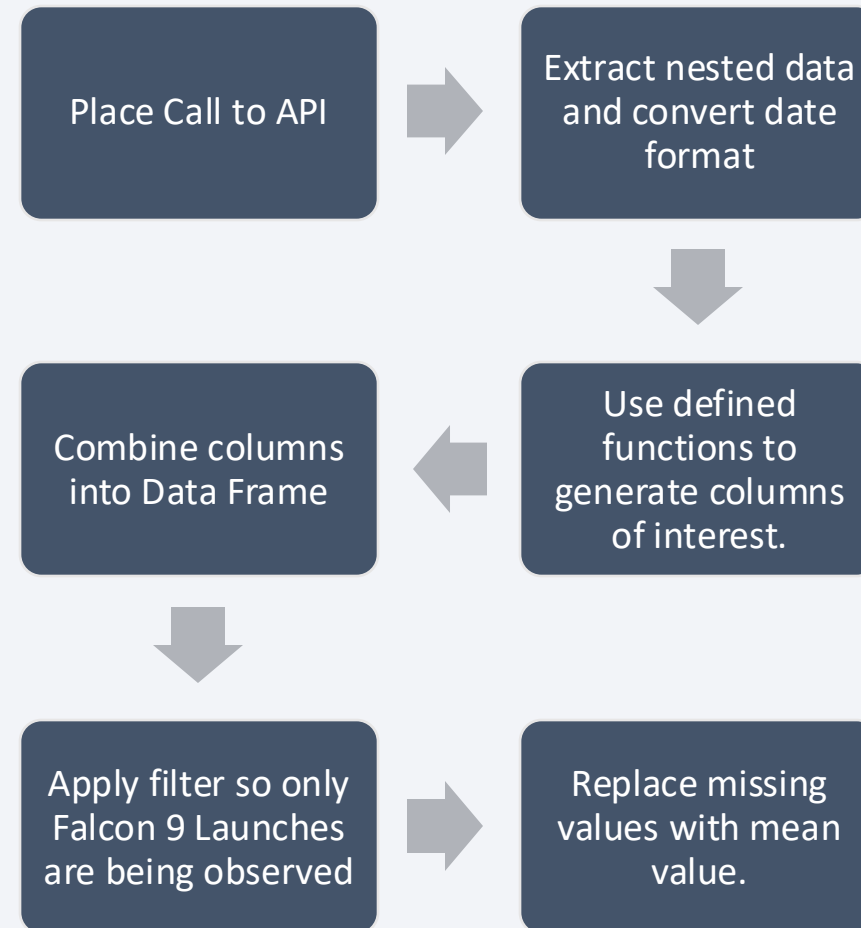 Place Call to API
Extract nested data
and convert date
format
Use defined
functions to
generate columns
of interest.
Combine columns
into Data Frame
Apply filter so only
Falcon 9 Launches
are being observed
Replace missing
values with mean
value.